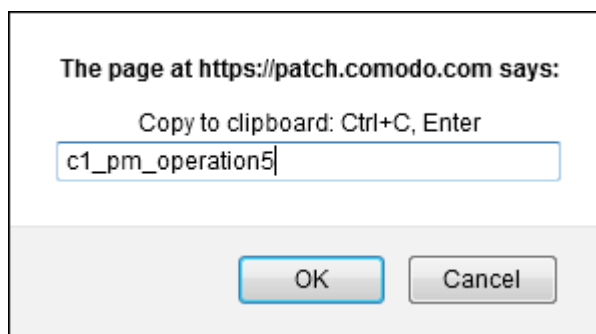 The page at https://patch.comodo.com says:
Copy to clipboard: Ctrl+C, Enter
c1_pm_operation5
OK Cancel